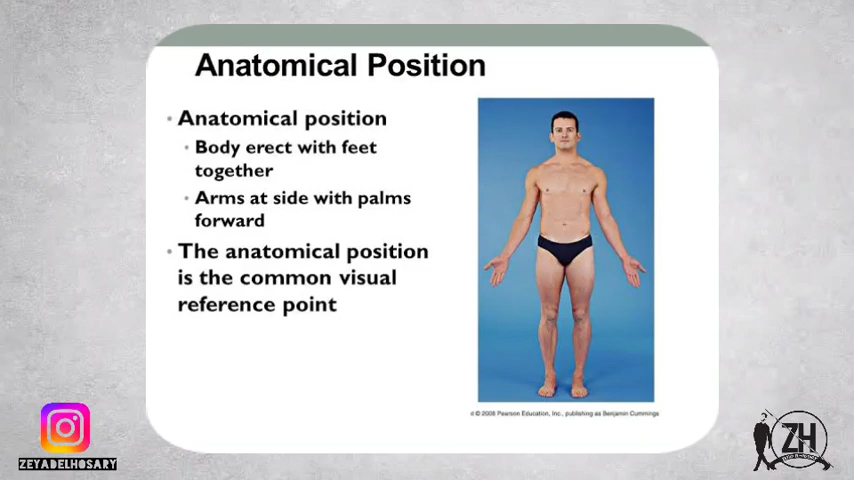 Anatomical Position
• Anatomical position
• Body erect with feet
together
• Arms at side with palms
forward
• The anatomical position
is the common visual
reference point
© 2008 Pearson Education, Inc., publishing as Benjamin Cummings
ZEYADELHOSARY
ZH